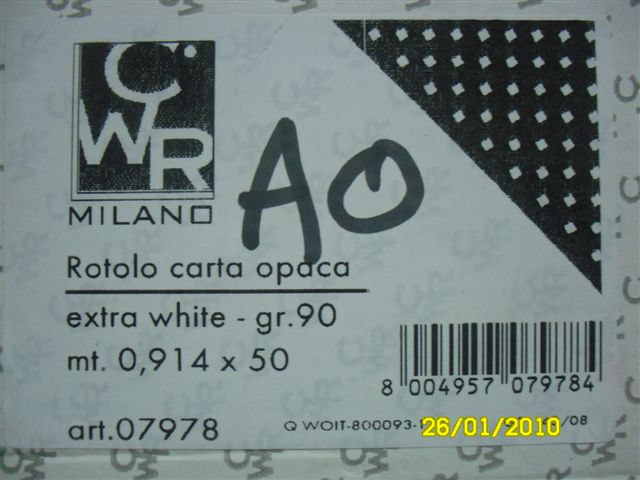 CWR
MILANO
AO
Rotolo carta opaca
extra white - gr.90
mt. 0,914 x 50
8 004957 079784
art.07978
Q WOIT-800093- /08
26/01/2010